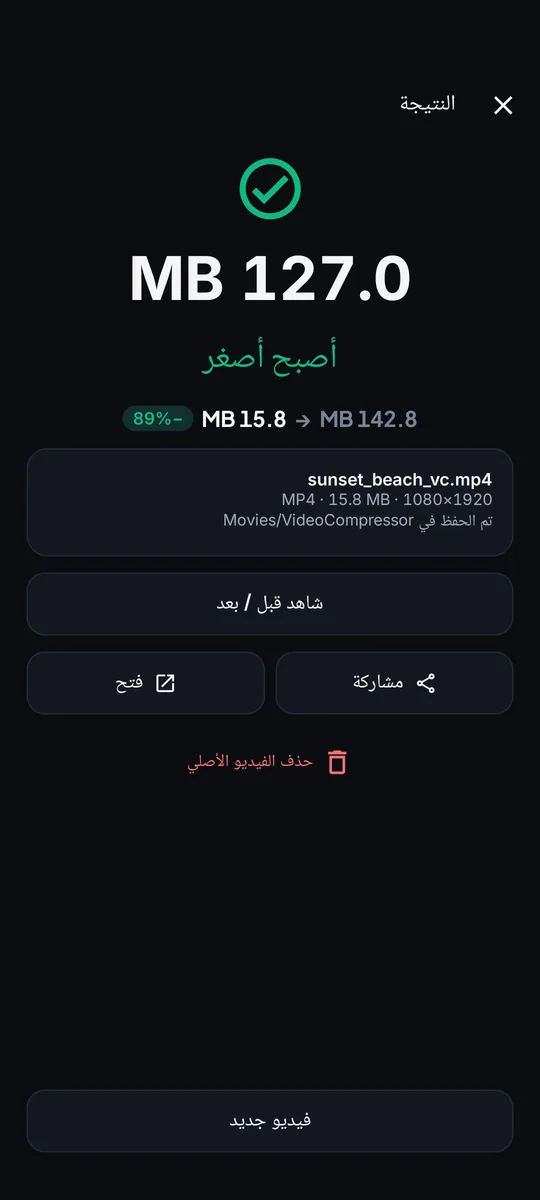 النتيجة
MB 127.0
أصبح أصغر
MB 142.8 → MB 15.8 −89%
sunset_beach_vc.mp4
MP4 · 15.8 MB · 1080×1920
تم الحفظ في Movies/VideoCompressor
شاهد قبل / بعد
مشاركة
فتح
حذف الفيديو الأصلي
فيديو جديد